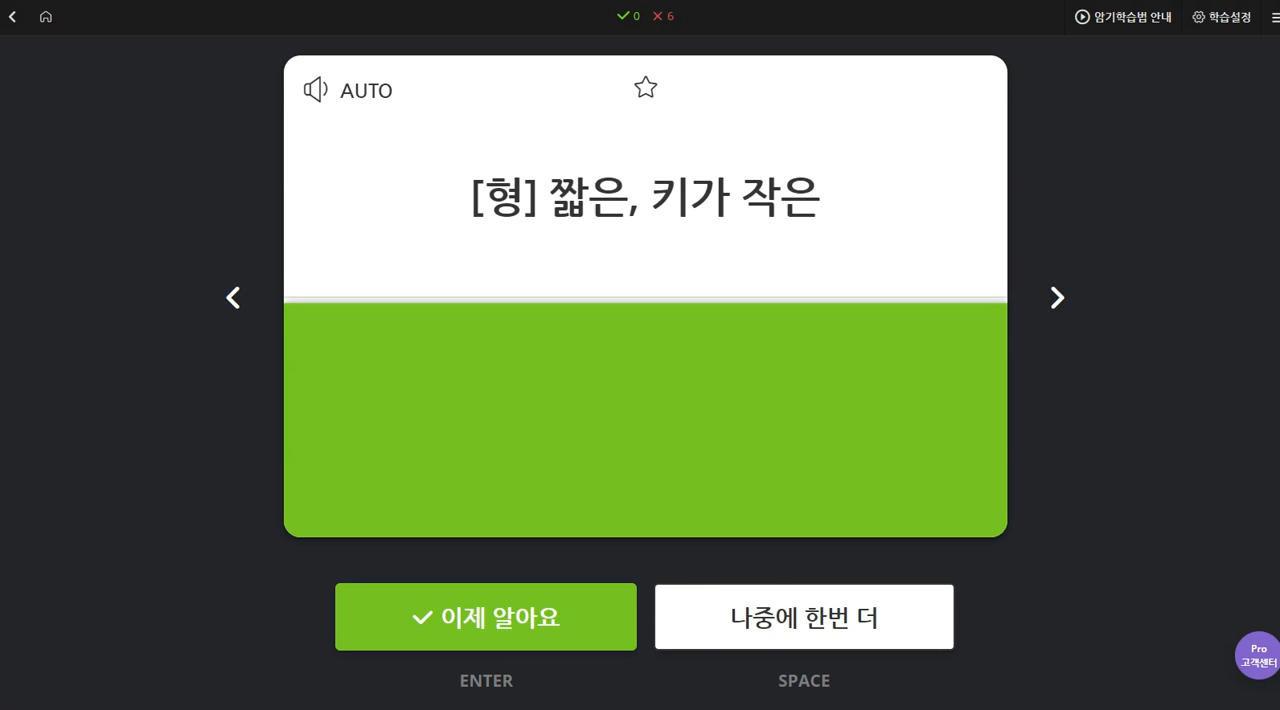 0 6
암기학습법 안내
학습설정
AUTO
[형] 짧은, 키가 작은
이제 알아요
나중에 한번 더
ENTER
SPACE
Pro
고객센터